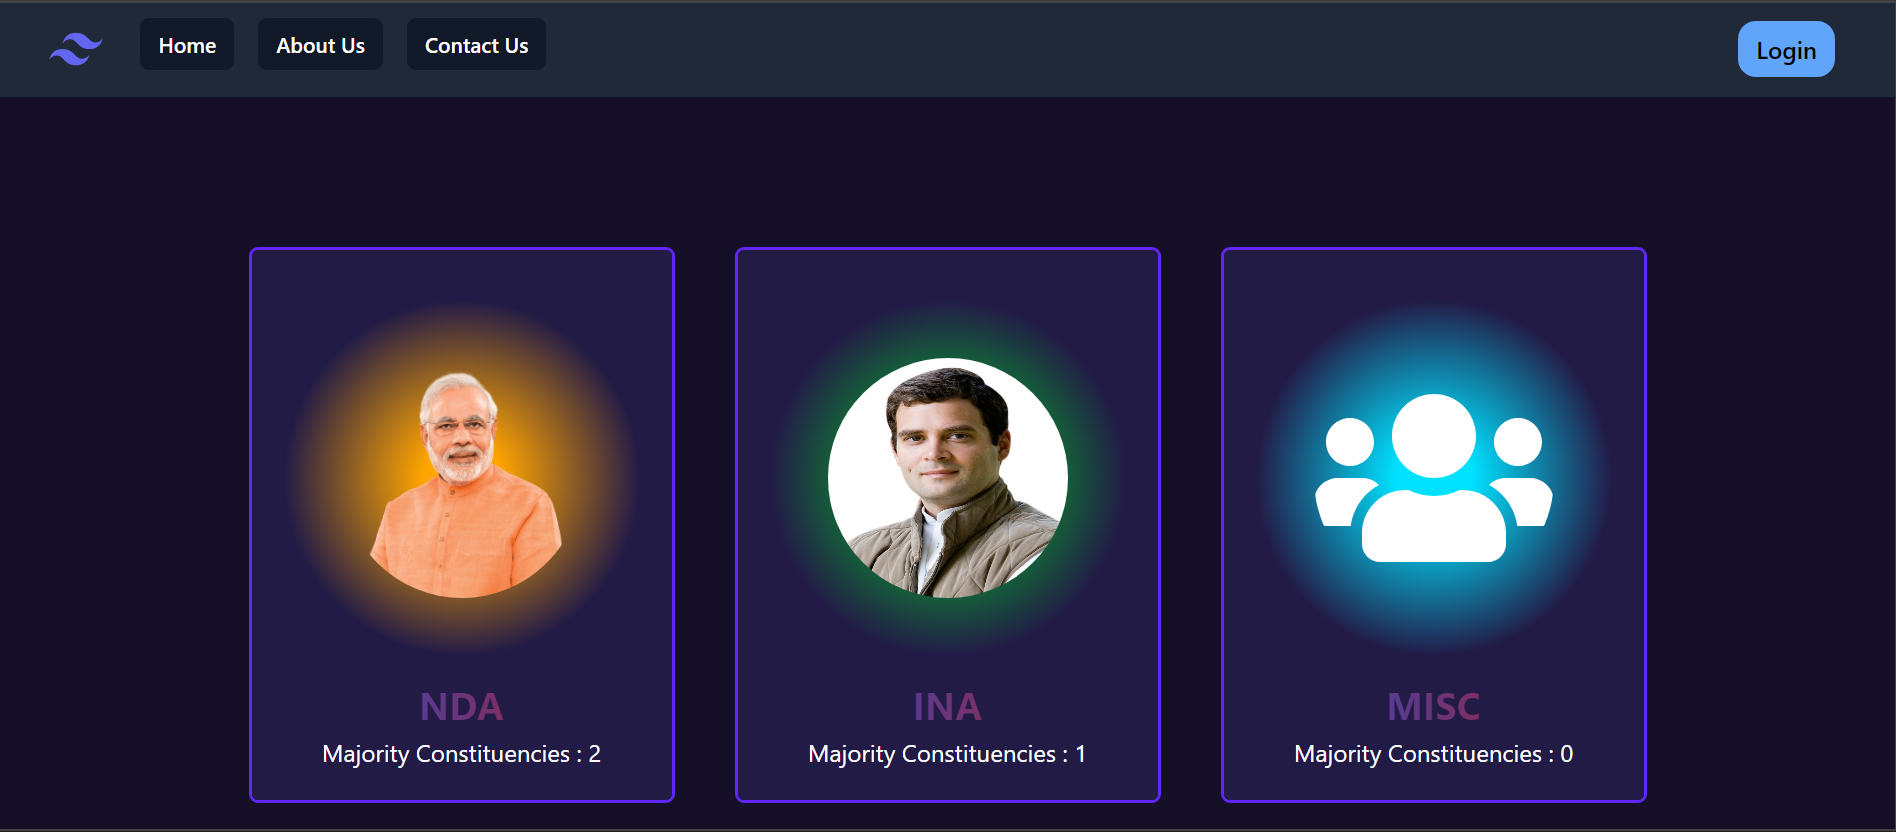 Home
About Us
Contact Us
Login
NDA
Majority Constituencies : 2
INA
Majority Constituencies : 1
MISC
Majority Constituencies : 0